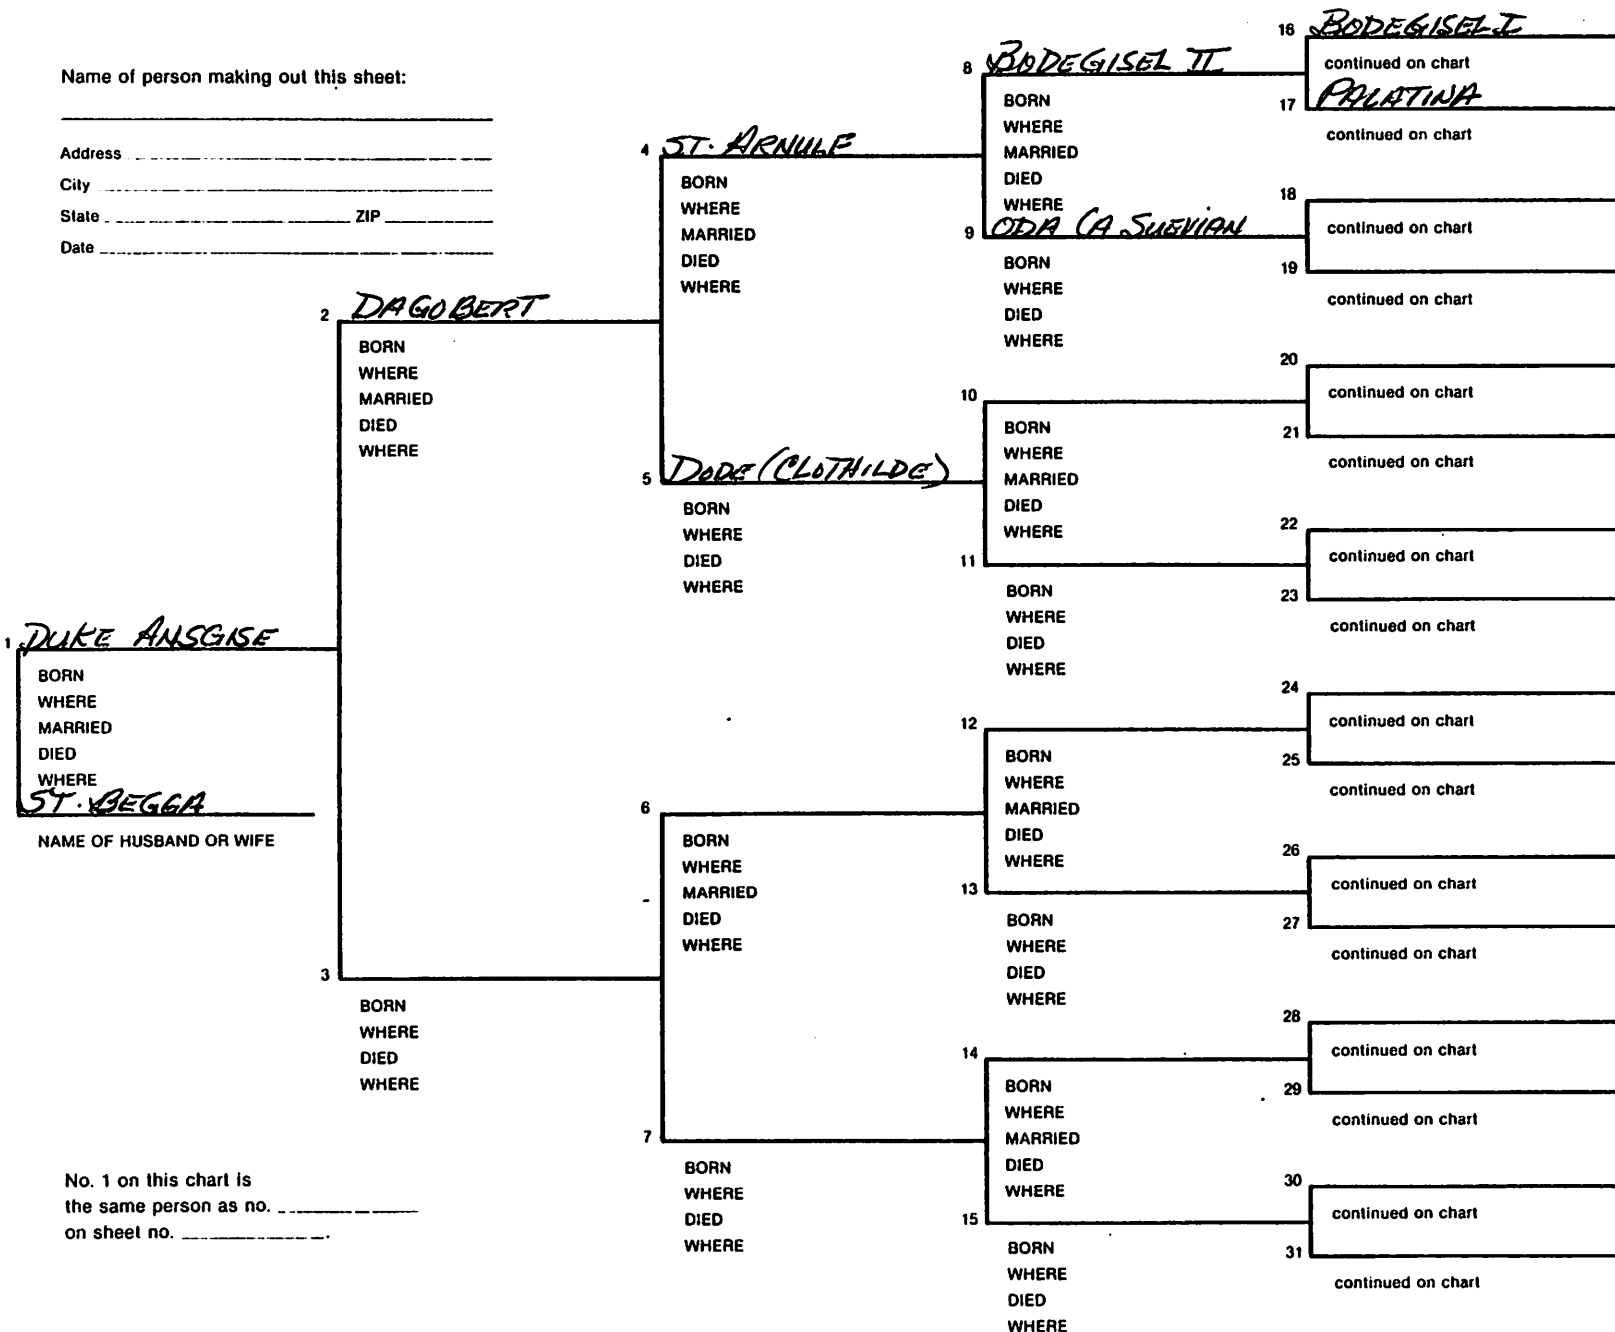 Name of person making out this sheet:
Address
City
State ZIP
Date
1 DUKE ANSGISE
BORN
WHERE
MARRIED
DIED
WHERE
ST. BEGGA
NAME OF HUSBAND OR WIFE
No. 1 on this chart is
the same person as no.
on sheet no. .
2 DAGOBERT
BORN
WHERE
MARRIED
DIED
WHERE
3
BORN
WHERE
DIED
WHERE
4 ST. ARNULF
BORN
WHERE
MARRIED
DIED
WHERE
5 DODE (CLOTHILDE)
BORN
WHERE
DIED
WHERE
6
BORN
WHERE
MARRIED
DIED
WHERE
7
BORN
WHERE
DIED
WHERE
8 BODEGISEL II
BORN
WHERE
MARRIED
DIED
WHERE
9 ODA (A SUEVIAN
BORN
WHERE
DIED
WHERE
10
BORN
WHERE
MARRIED
DIED
WHERE
11
BORN
WHERE
DIED
WHERE
12
BORN
WHERE
MARRIED
DIED
WHERE
13
BORN
WHERE
DIED
WHERE
14
BORN
WHERE
MARRIED
DIED
WHERE
15
BORN
WHERE
DIED
WHERE
16 BODEGISEL I
continued on chart
17 PALATINA
continued on chart
18
continued on chart
19
continued on chart
20
continued on chart
21
continued on chart
22
continued on chart
23
continued on chart
24
continued on chart
25
continued on chart
26
continued on chart
27
continued on chart
28
continued on chart
29
continued on chart
30
continued on chart
31
continued on chart